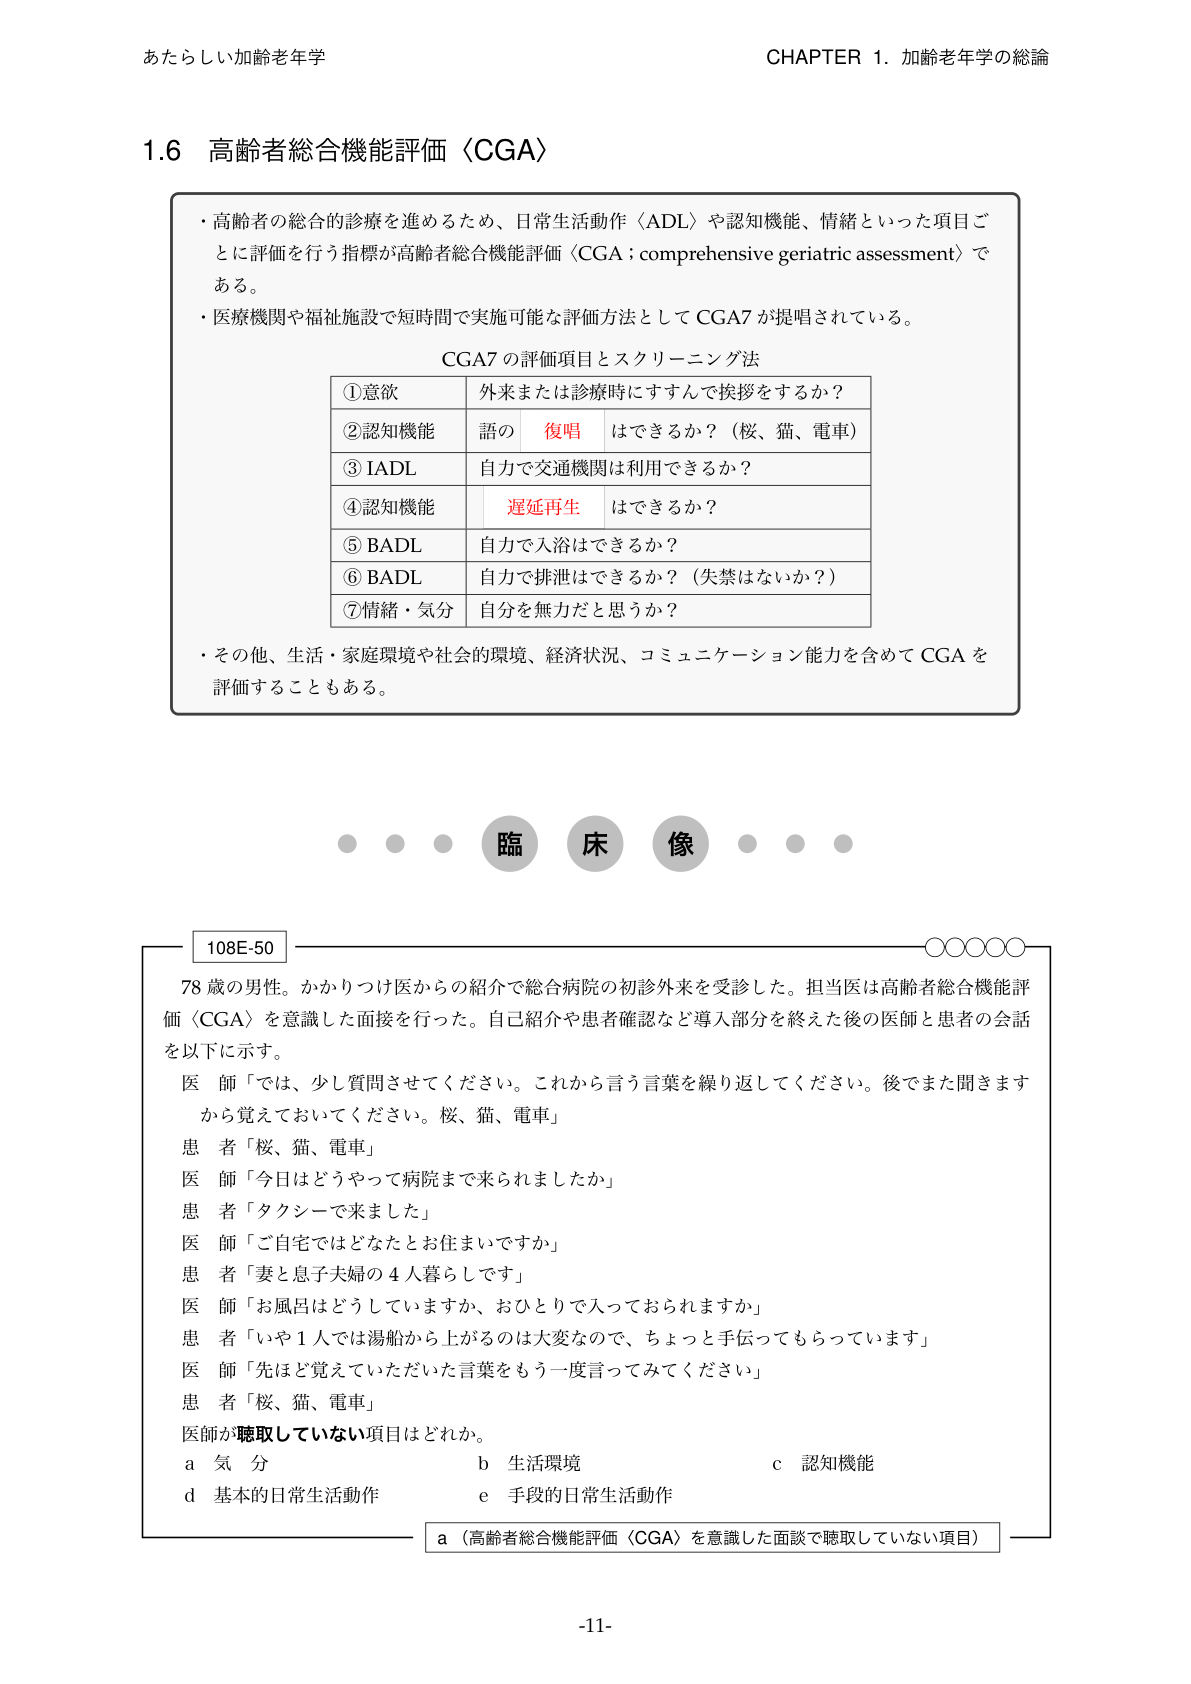 あたらしい加齢老年学
CHAPTER 1. 加齢老年学の総論
1.6 高齢者総合機能評価〈CGA〉
・高齢者の総合的診療を進めるため、日常生活動作〈ADL〉や認知機能、情緒といった項目ご
とに評価を行う指標が高齢者総合機能評価〈CGA；comprehensive geriatric assessment〉で
ある。
・医療機関や福祉施設で短時間で実施可能な評価方法として CGA7 が提唱されている。
CGA7 の評価項目とスクリーニング法
①意欲 外来または診療時にすすんで挨拶をするか？
②認知機能 語の 復唱 はできるか？（桜、猫、電車）
③ IADL 自力で交通機関は利用できるか？
④認知機能 遅延再生 はできるか？
⑤ BADL 自力で入浴はできるか？
⑥ BADL 自力で排泄はできるか？（失禁はないか？）
⑦情緒・気分 自分を無力だと思うか？
・その他、生活・家庭環境や社会的環境、経済状況、コミュニケーション能力を含めて CGA を
評価することもある。
臨 床 像
108E-50 ○○○○○
78 歳の男性。かかりつけ医からの紹介で総合病院の初診外来を受診した。担当医は高齢者総合機能評
価〈CGA〉を意識した面接を行った。自己紹介や患者確認など導入部分を終えた後の医師と患者の会話
を以下に示す。
医 師「では、少し質問させてください。これから言う言葉を繰り返してください。後でまた聞きます
から覚えておいてください。桜、猫、電車」
患 者「桜、猫、電車」
医 師「今日はどうやって病院まで来られましたか」
患 者「タクシーで来ました」
医 師「ご自宅ではどなたとお住まいですか」
患 者「妻と息子夫婦の 4 人暮らしです」
医 師「お風呂はどうしていますか、おひとりで入っておられますか」
患 者「いや 1 人では湯船から上がるのは大変なので、ちょっと手伝ってもらっています」
医 師「先ほど覚えていただいた言葉をもう一度言ってみてください」
患 者「桜、猫、電車」
医師が聴取していない項目はどれか。
a 気 分 b 生活環境 c 認知機能
d 基本的日常生活動作 e 手段的日常生活動作
a （高齢者総合機能評価〈CGA〉を意識した面談で聴取していない項目）
-11-